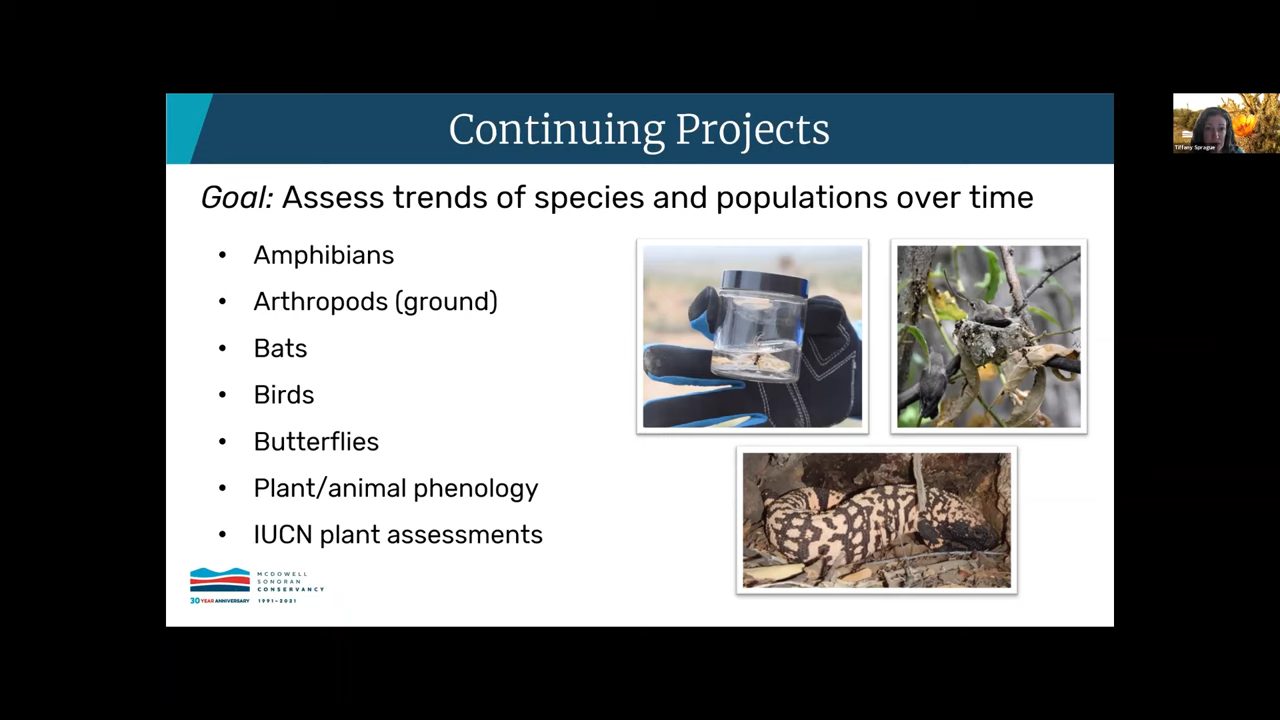 Continuing Projects
Goal: Assess trends of species and populations over time
• Amphibians
• Arthropods (ground)
• Bats
• Birds
• Butterflies
• Plant/animal phenology
• IUCN plant assessments
MCDOWELL
SONORAN
CONSERVANCY
30 YEAR ANNIVERSARY 1991-2021
Tiffany Sprague